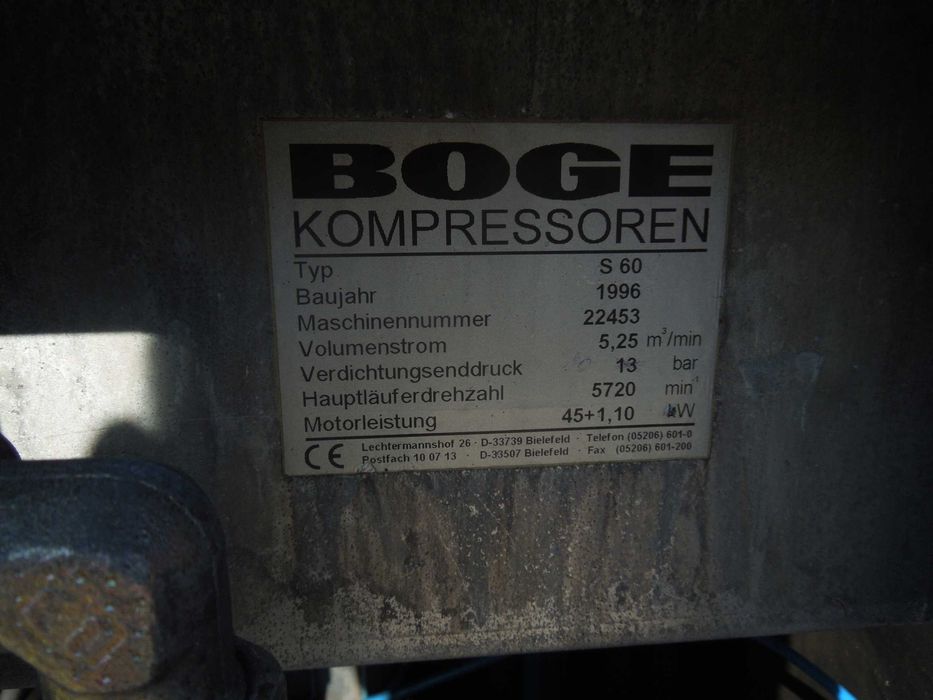 BOGE
KOMPRESSOREN
Typ S 60
Baujahr 1996
Maschinennummer 22453
Volumenstrom 5,25 m³/min
Verdichtungsenddruck 13 bar
Hauptläuferdrehzahl 5720 min⁻¹
Motorleistung 45+1,10 kW
CE Lechtermannshof 26 · D-33739 Bielefeld · Telefon (05206) 601-0
Postfach 10 07 13 · D-33507 Bielefeld · Fax (05206) 601-200